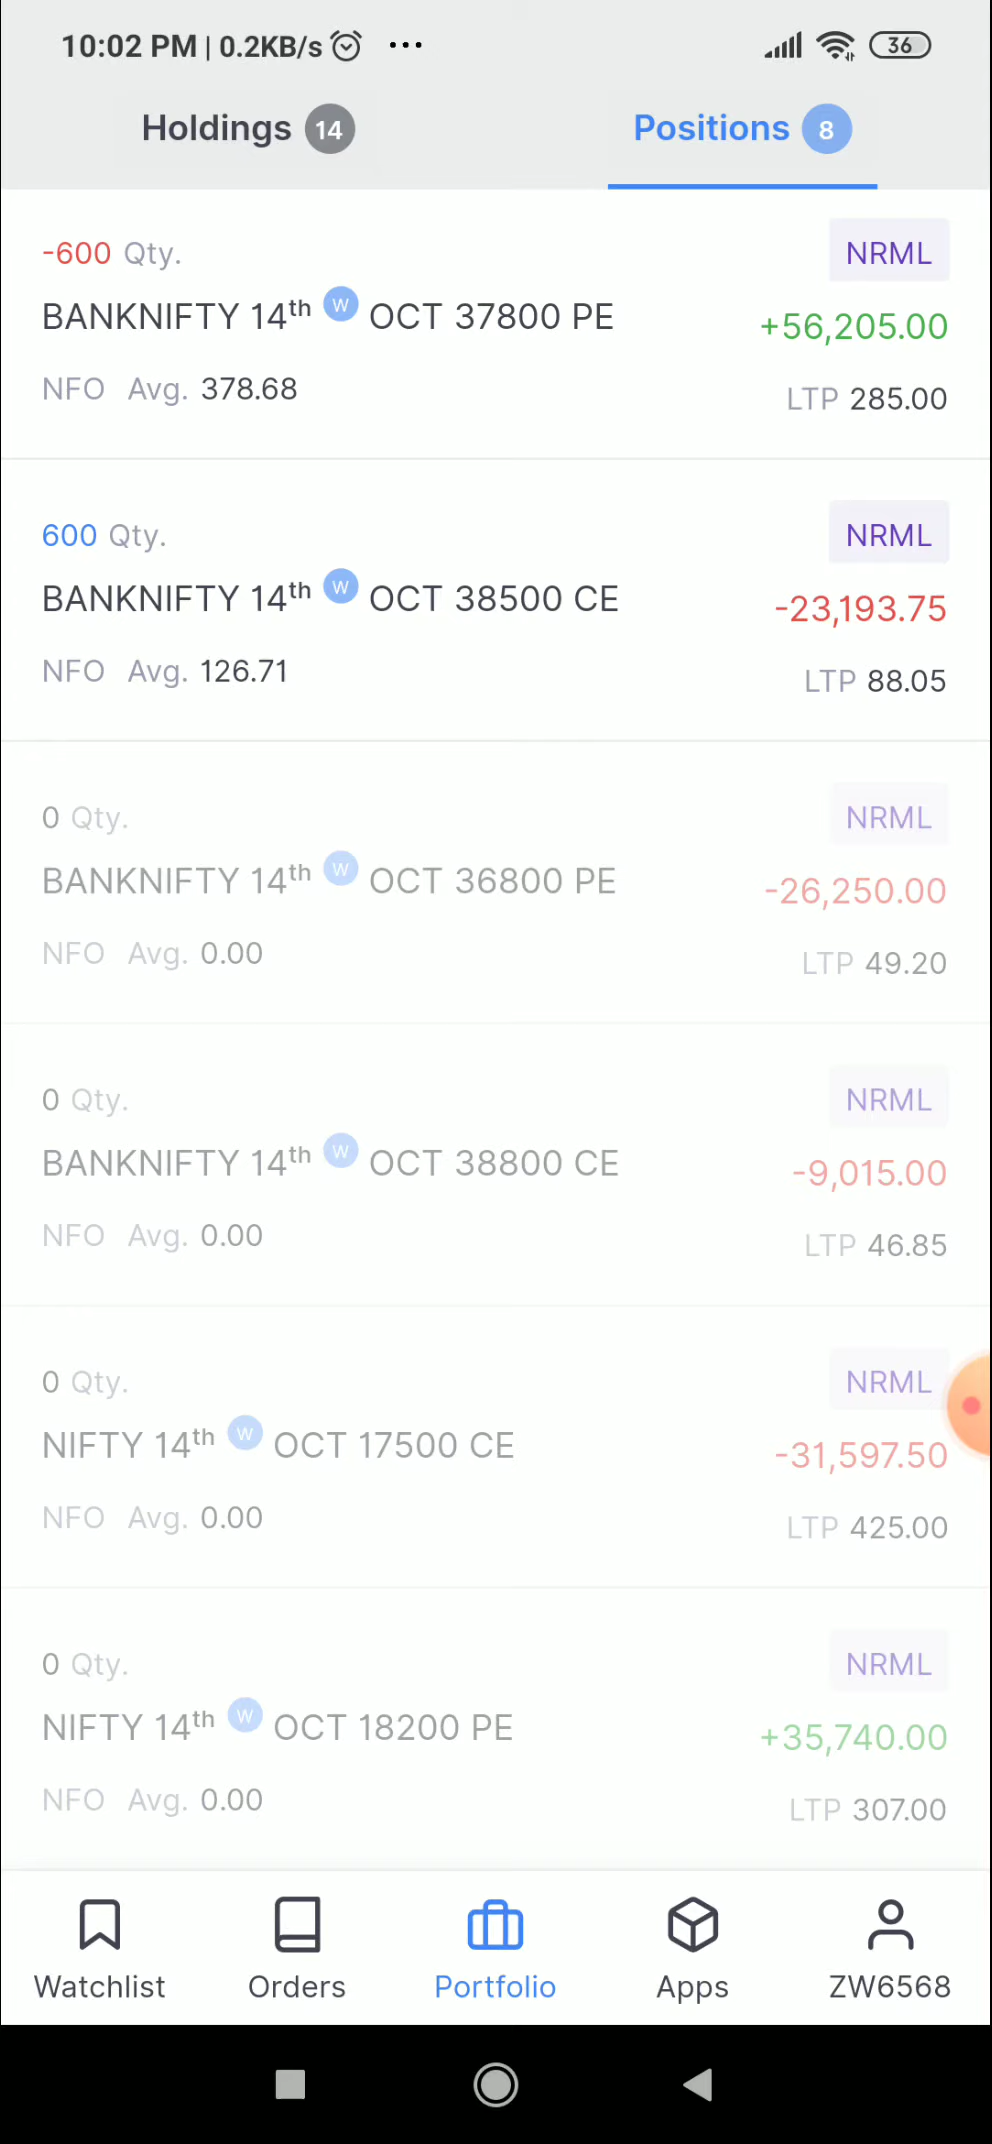 10:02 PM | 0.2KB/s ... 36
Holdings 14 Positions 8
-600 Qty. NRML
BANKNIFTY 14th W OCT 37800 PE +56,205.00
NFO Avg. 378.68 LTP 285.00
600 Qty. NRML
BANKNIFTY 14th W OCT 38500 CE -23,193.75
NFO Avg. 126.71 LTP 88.05
0 Qty. NRML
BANKNIFTY 14th W OCT 36800 PE -26,250.00
NFO Avg. 0.00 LTP 49.20
0 Qty. NRML
BANKNIFTY 14th W OCT 38800 CE -9,015.00
NFO Avg. 0.00 LTP 46.85
0 Qty. NRML
NIFTY 14th W OCT 17500 CE -31,597.50
NFO Avg. 0.00 LTP 425.00
0 Qty. NRML
NIFTY 14th W OCT 18200 PE +35,740.00
NFO Avg. 0.00 LTP 307.00
Watchlist Orders Portfolio Apps ZW6568